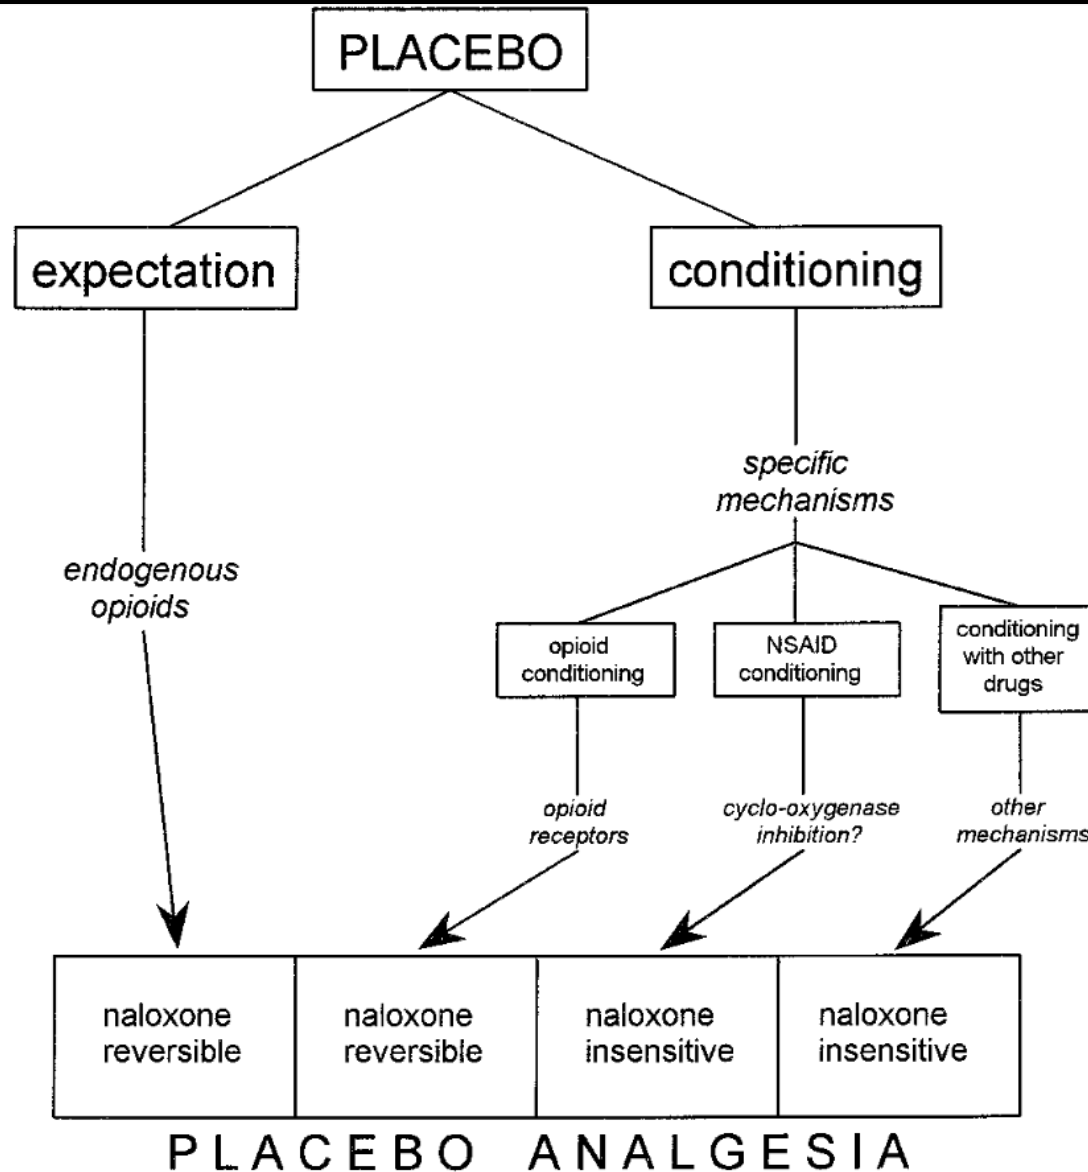 PLACEBO
expectation
conditioning
specific
mechanisms
endogenous
opioids
opioid
conditioning
NSAID
conditioning
conditioning
with other
drugs
opioid
receptors
cyclo-oxygenase
inhibition?
other
mechanisms
naloxone
reversible
naloxone
reversible
naloxone
insensitive
naloxone
insensitive
PLACEBO ANALGESIA